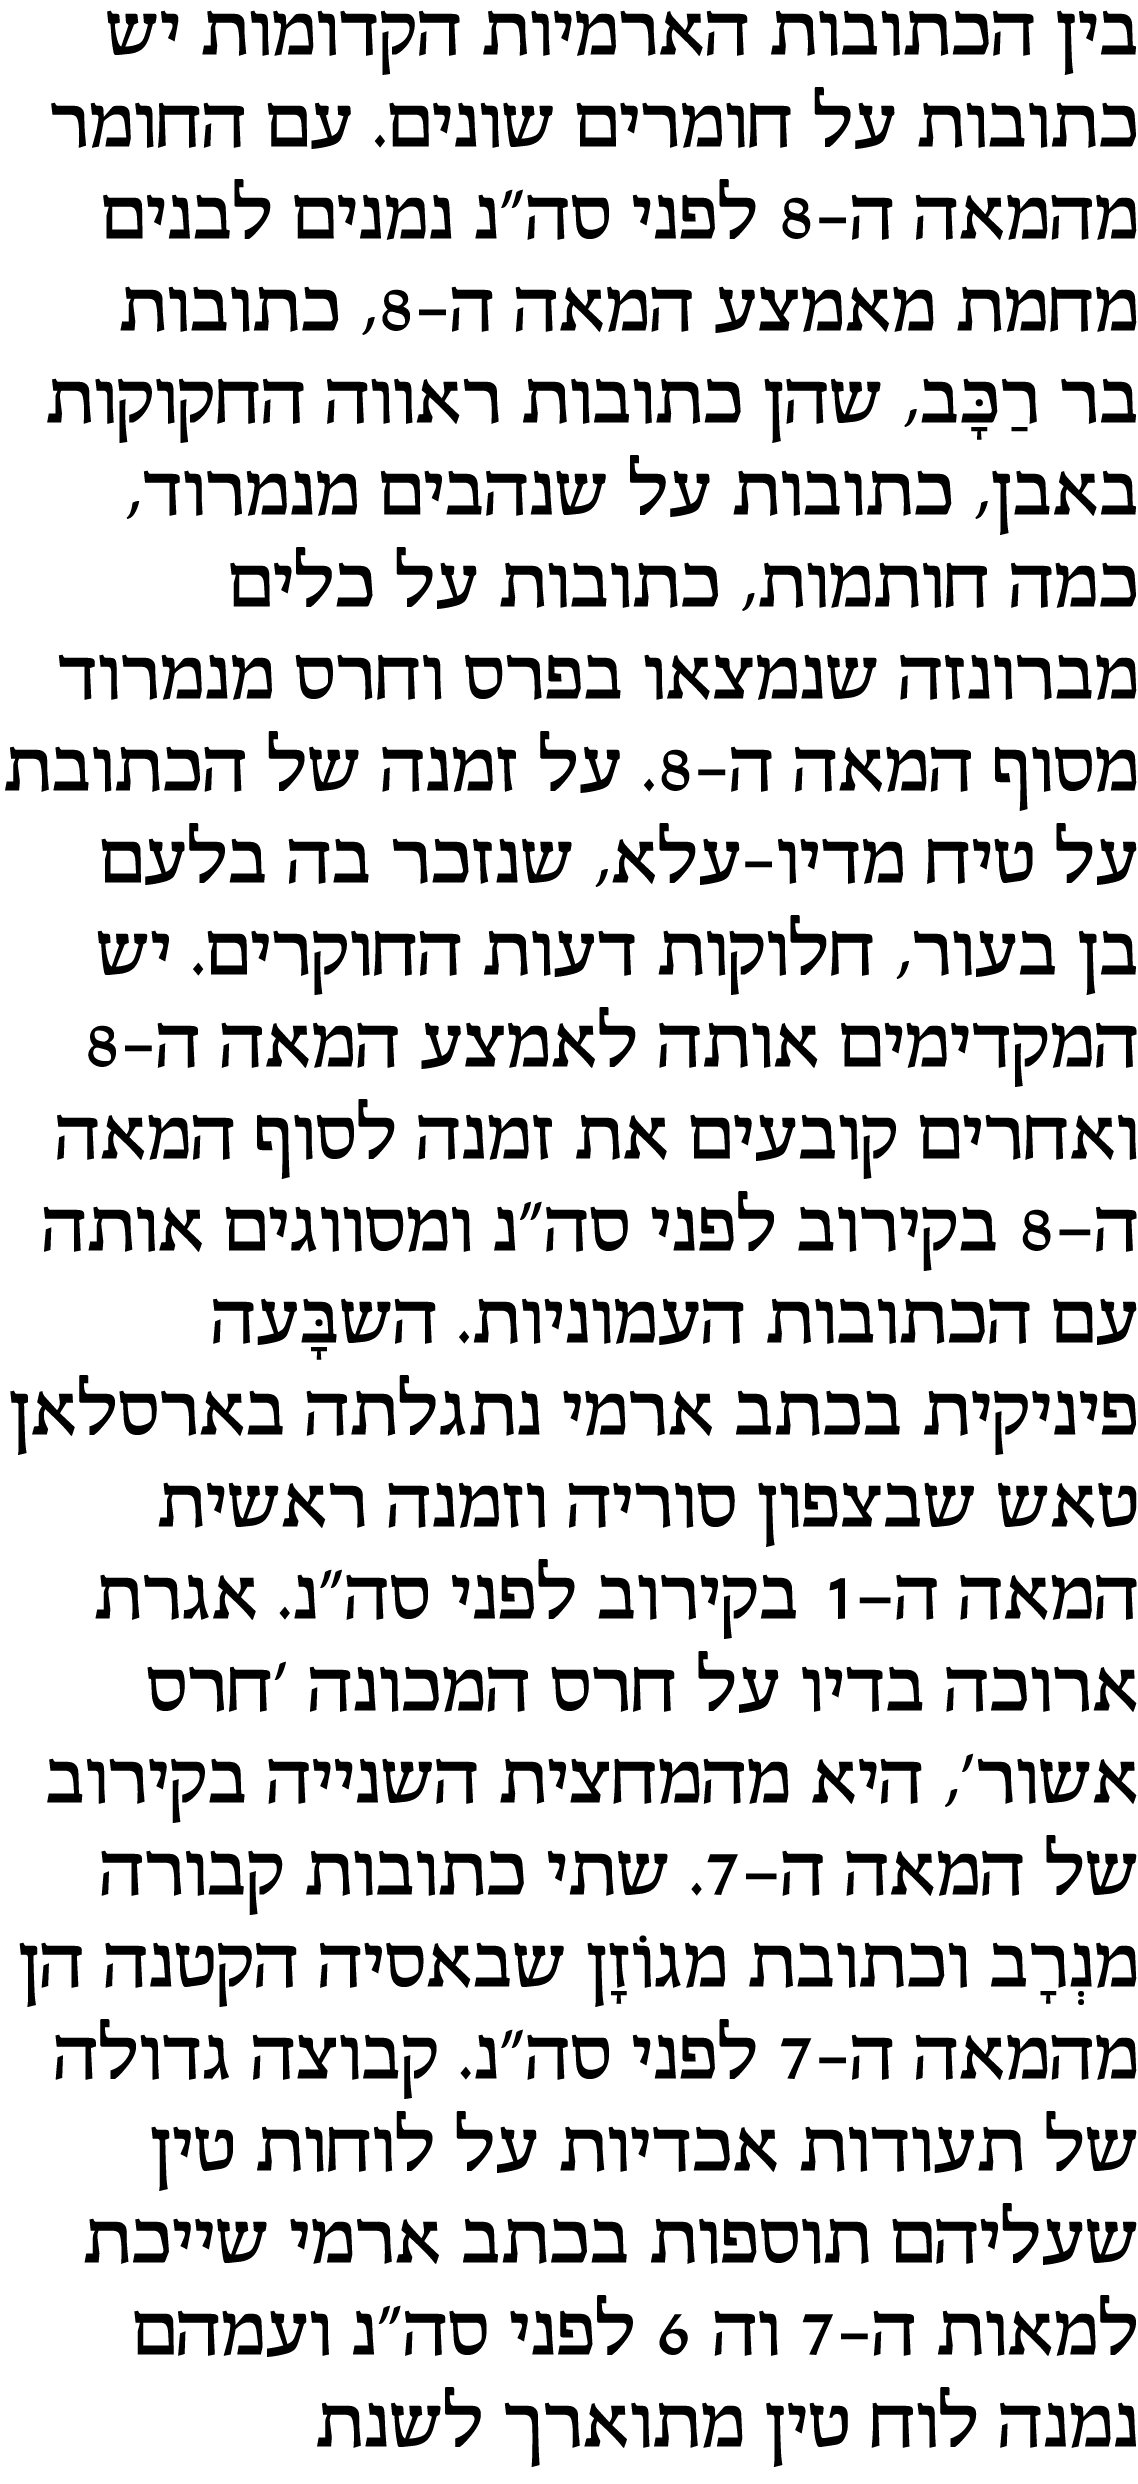 בין הכתובות הארמיות הקדומות יש
כתובות על חומרים שונים. עם החומר
מהמאה ה-8 לפני סה"נ נמנים לבנים
מחמת מאמצע המאה ה-8, כתובות
בר רַכָּב, שהן כתובות ראווה החקוקות
באבן, כתובות על שנהבים מנמרוד,
כמה חותמות, כתובות על כלים
מברונזה שנמצאו בפרס וחרס מנמרוד
מסוף המאה ה-8. על זמנה של הכתובת
על טיח מדיו-עלא, שנזכר בה בלעם
בן בעור, חלוקות דעות החוקרים. יש
המקדימים אותה לאמצע המאה ה-8
ואחרים קובעים את זמנה לסוף המאה
ה-8 בקירוב לפני סה"נ ומסווגים אותה
עם הכתובות העמוניות. השבָּעה
פיניקית בכתב ארמי נתגלתה בארסלאן
טאש שבצפון סוריה וזמנה ראשית
המאה ה-1 בקירוב לפני סה"נ. אגרת
ארוכה בדיו על חרס המכונה 'חרס
אשור', היא מהמחצית השנייה בקירוב
של המאה ה-7. שתי כתובות קבורה
מנְרָב וכתובת מגוֹזָן שבאסיה הקטנה הן
מהמאה ה-7 לפני סה"נ. קבוצה גדולה
של תעודות אכדיות על לוחות טין
שעליהם תוספות בכתב ארמי שייכת
למאות ה-7 וה 6 לפני סה"נ ועמהם
נמנה לוח טין מתוארך לשנת